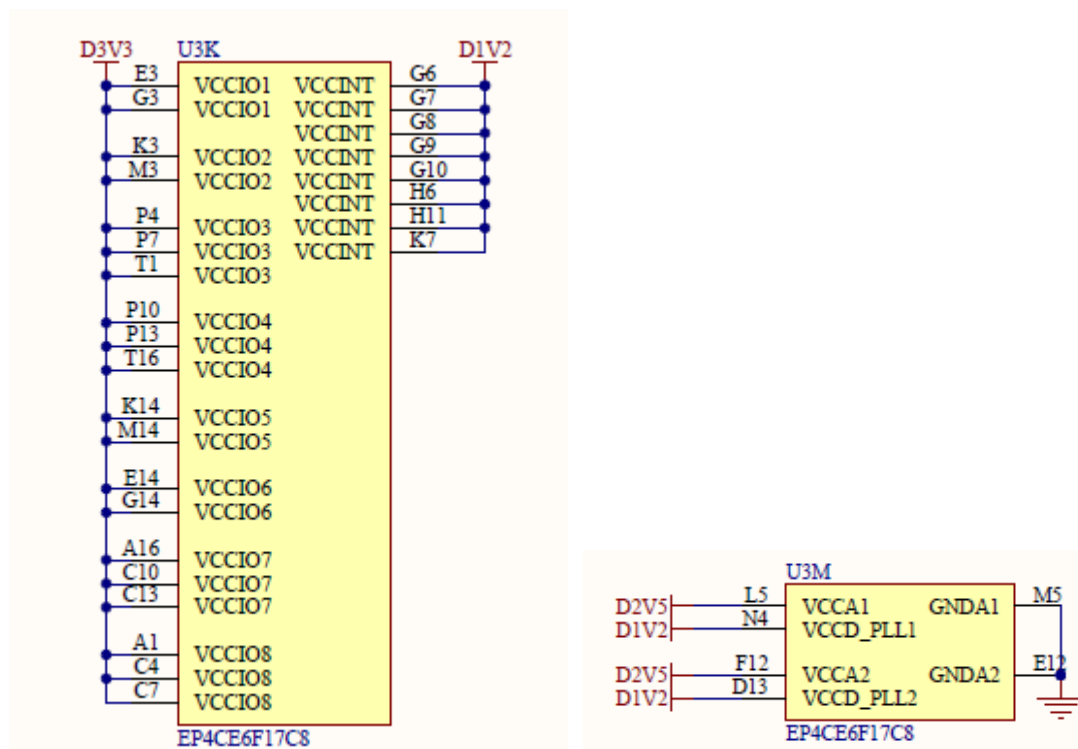 D3V3 U3K D1V2
E3 VCCIO1 VCCINT G6
G3 VCCIO1 VCCINT G7
VCCINT G8
K3 VCCIO2 VCCINT G9
M3 VCCIO2 VCCINT G10
VCCINT H6
P4 VCCIO3 VCCINT H11
P7 VCCIO3 VCCINT K7
T1 VCCIO3
P10 VCCIO4
P13 VCCIO4
T16 VCCIO4
K14 VCCIO5
M14 VCCIO5
E14 VCCIO6
G14 VCCIO6
A16 VCCIO7
C10 VCCIO7
C13 VCCIO7
A1 VCCIO8
C4 VCCIO8
C7 VCCIO8
EP4CE6F17C8
U3M
D2V5 L5 VCCA1 GNDA1 M5
D1V2 N4 VCCD_PLL1
D2V5 F12 VCCA2 GNDA2 E12
D1V2 D13 VCCD_PLL2
EP4CE6F17C8